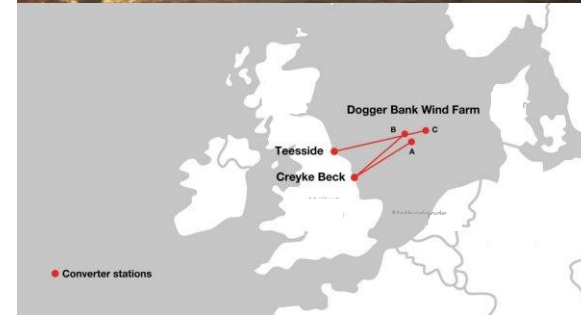 Dogger Bank Wind Farm
B
C
A
Teesside
Creyke Beck
Converter stations